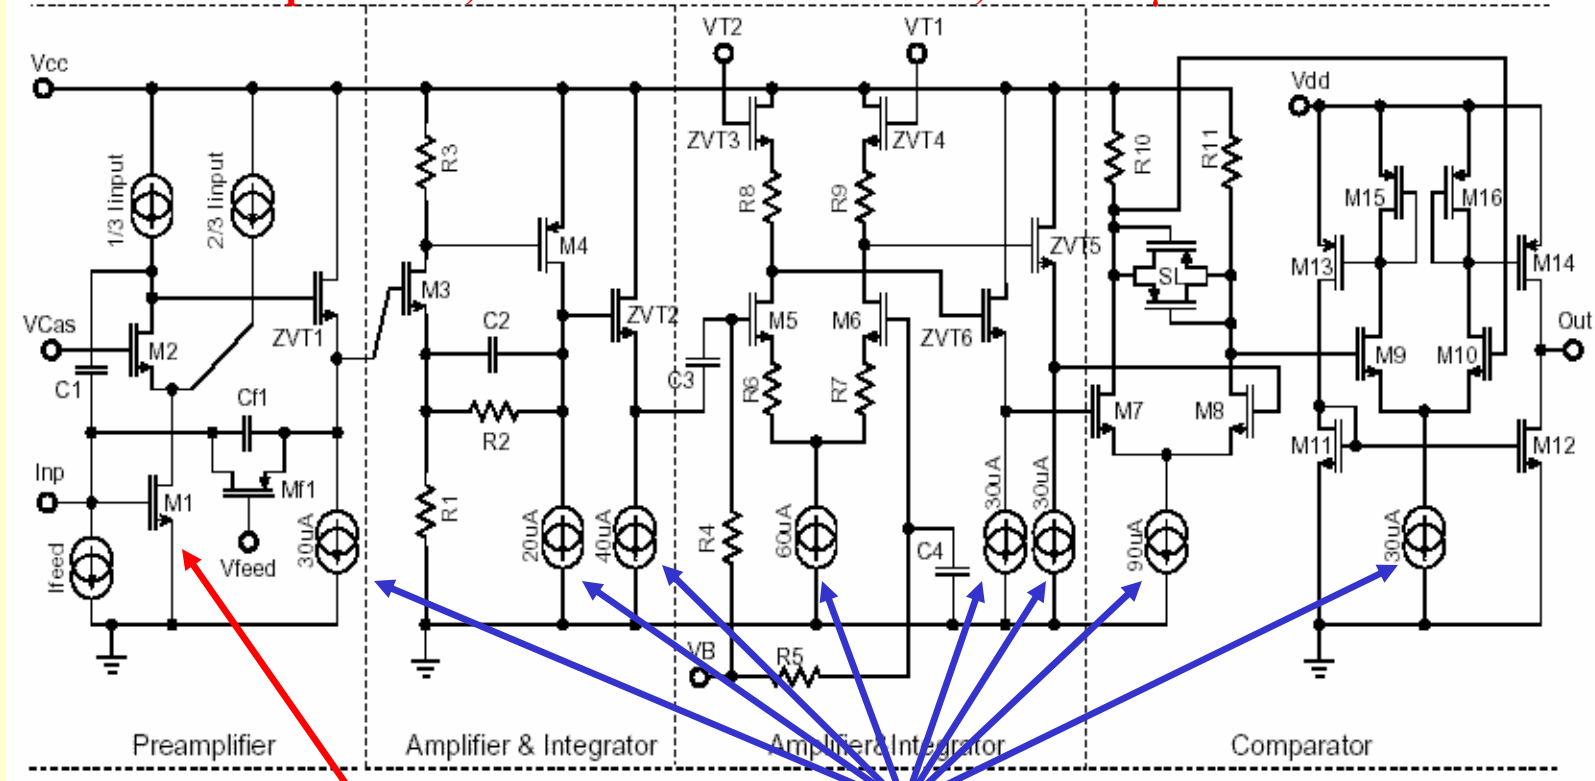 VT2
VT1
Vcc
Vdd
ZVT3
ZVT4
R3
R10
R11
1/3 Iinput
2/3 Iinput
R8
R9
M15
M16
M4
ZVT5
M13
SL
M14
M3
VCas
M2
ZVT1
C2
ZVT2
M5
M6
ZVT6
M9
M10
Out
C1
C3
R6
R7
Cf1
R2
M7
M8
M11
M12
Inp
M1
Mf1
R1
Ifeed
Vfeed
30uA
20uA
40uA
R4
60uA
C4
30uA
30uA
90uA
30uA
VB
R5
Preamplifier
Amplifier & Integrator
Amplifier&Integrator
Comparator